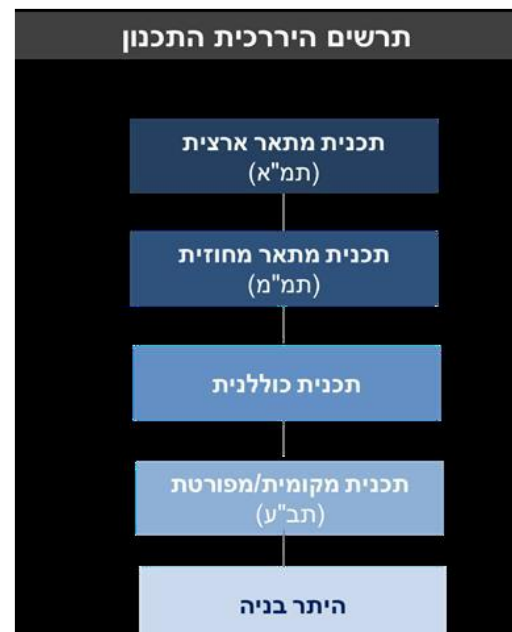 תרשים היררכית התכנון
תכנית מתאר ארצית
(תמ"א)
תכנית מתאר מחוזית
(תמ"מ)
תכנית כוללנית
תכנית מקומית/מפורטת
(תב"ע)
היתר בניה